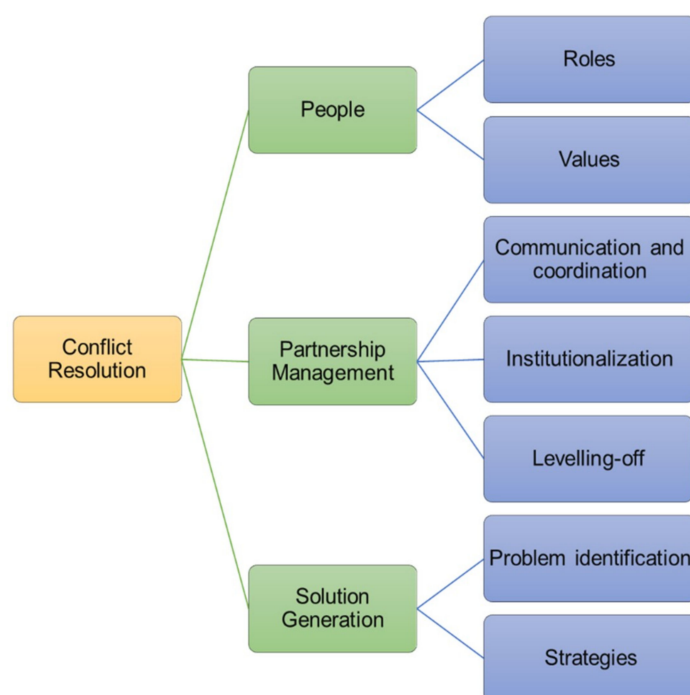 Roles
People
Values
Communication and
coordination
Conflict
Resolution
Partnership
Management
Institutionalization
Levelling-off
Problem identification
Solution
Generation
Strategies